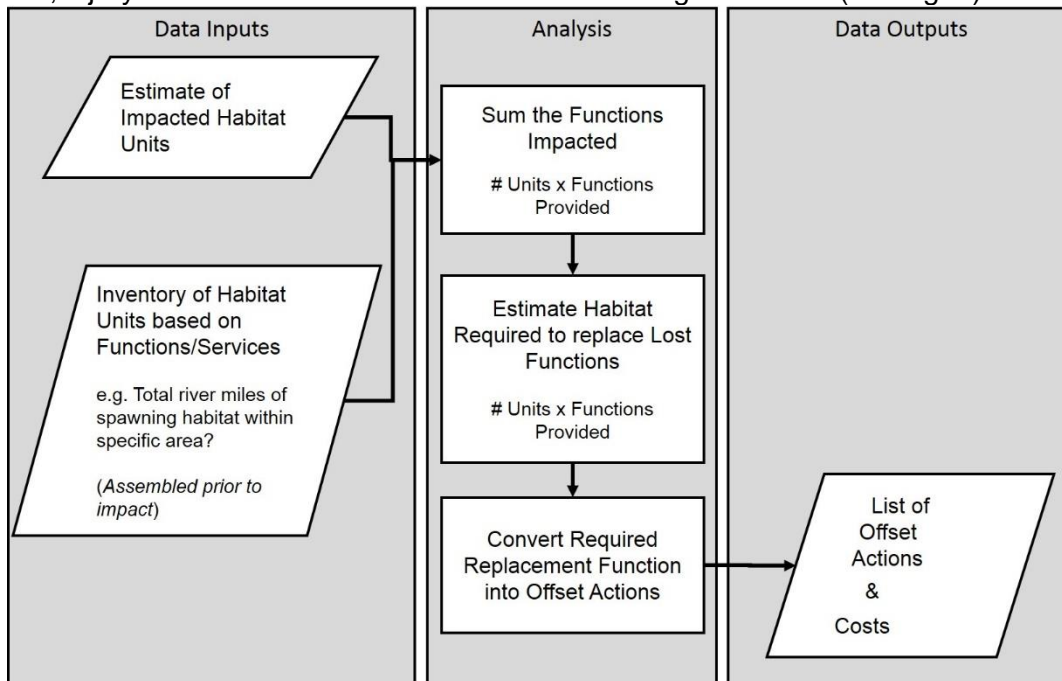 Data Inputs
Estimate of
Impacted Habitat
Units
Inventory of Habitat
Units based on
Functions/Services
e.g. Total river miles of
spawning habitat within
specific area?
(Assembled prior to
impact)
Analysis
Sum the Functions
Impacted
# Units x Functions
Provided
Estimate Habitat
Required to replace Lost
Functions
# Units x Functions
Provided
Convert Required
Replacement Function
into Offset Actions
Data Outputs
List of
Offset
Actions
&
Costs